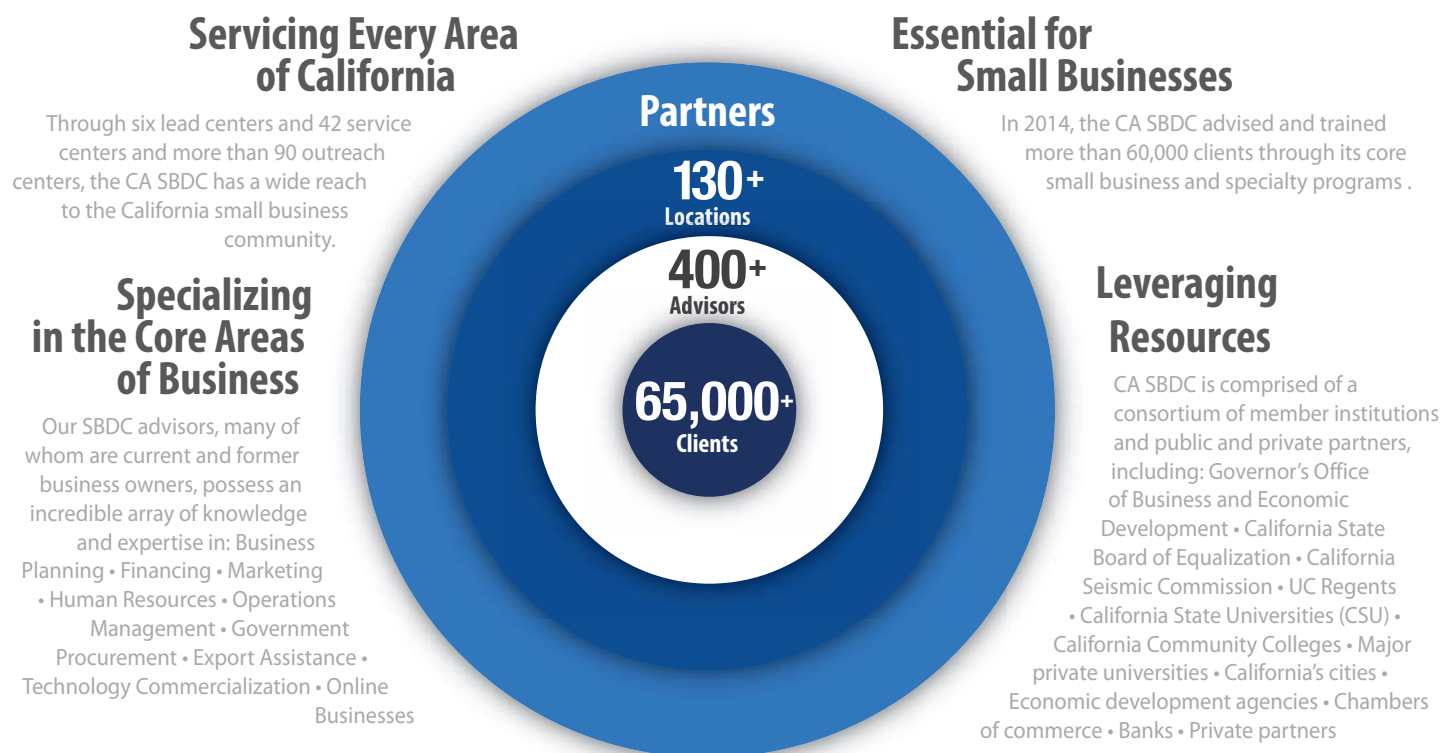 Servicing Every Area
of California
Through six lead centers and 42 service
centers and more than 90 outreach
centers, the CA SBDC has a wide reach
to the California small business
community.
Specializing
in the Core Areas
of Business
Our SBDC advisors, many of
whom are current and former
business owners, possess an
incredible array of knowledge
and expertise in: Business
Planning • Financing • Marketing
• Human Resources • Operations
Management • Government
Procurement • Export Assistance •
Technology Commercialization • Online
Businesses
Partners
130+
Locations
400+
Advisors
65,000+
Clients
Essential for
Small Businesses
In 2014, the CA SBDC advised and trained
more than 60,000 clients through its core
small business and specialty programs .
Leveraging
Resources
CA SBDC is comprised of a
consortium of member institutions
and public and private partners,
including: Governor’s Office
of Business and Economic
Development • California State
Board of Equalization • California
Seismic Commission • UC Regents
• California State Universities (CSU) •
California Community Colleges • Major
private universities • California’s cities •
Economic development agencies • Chambers
of commerce • Banks • Private partners